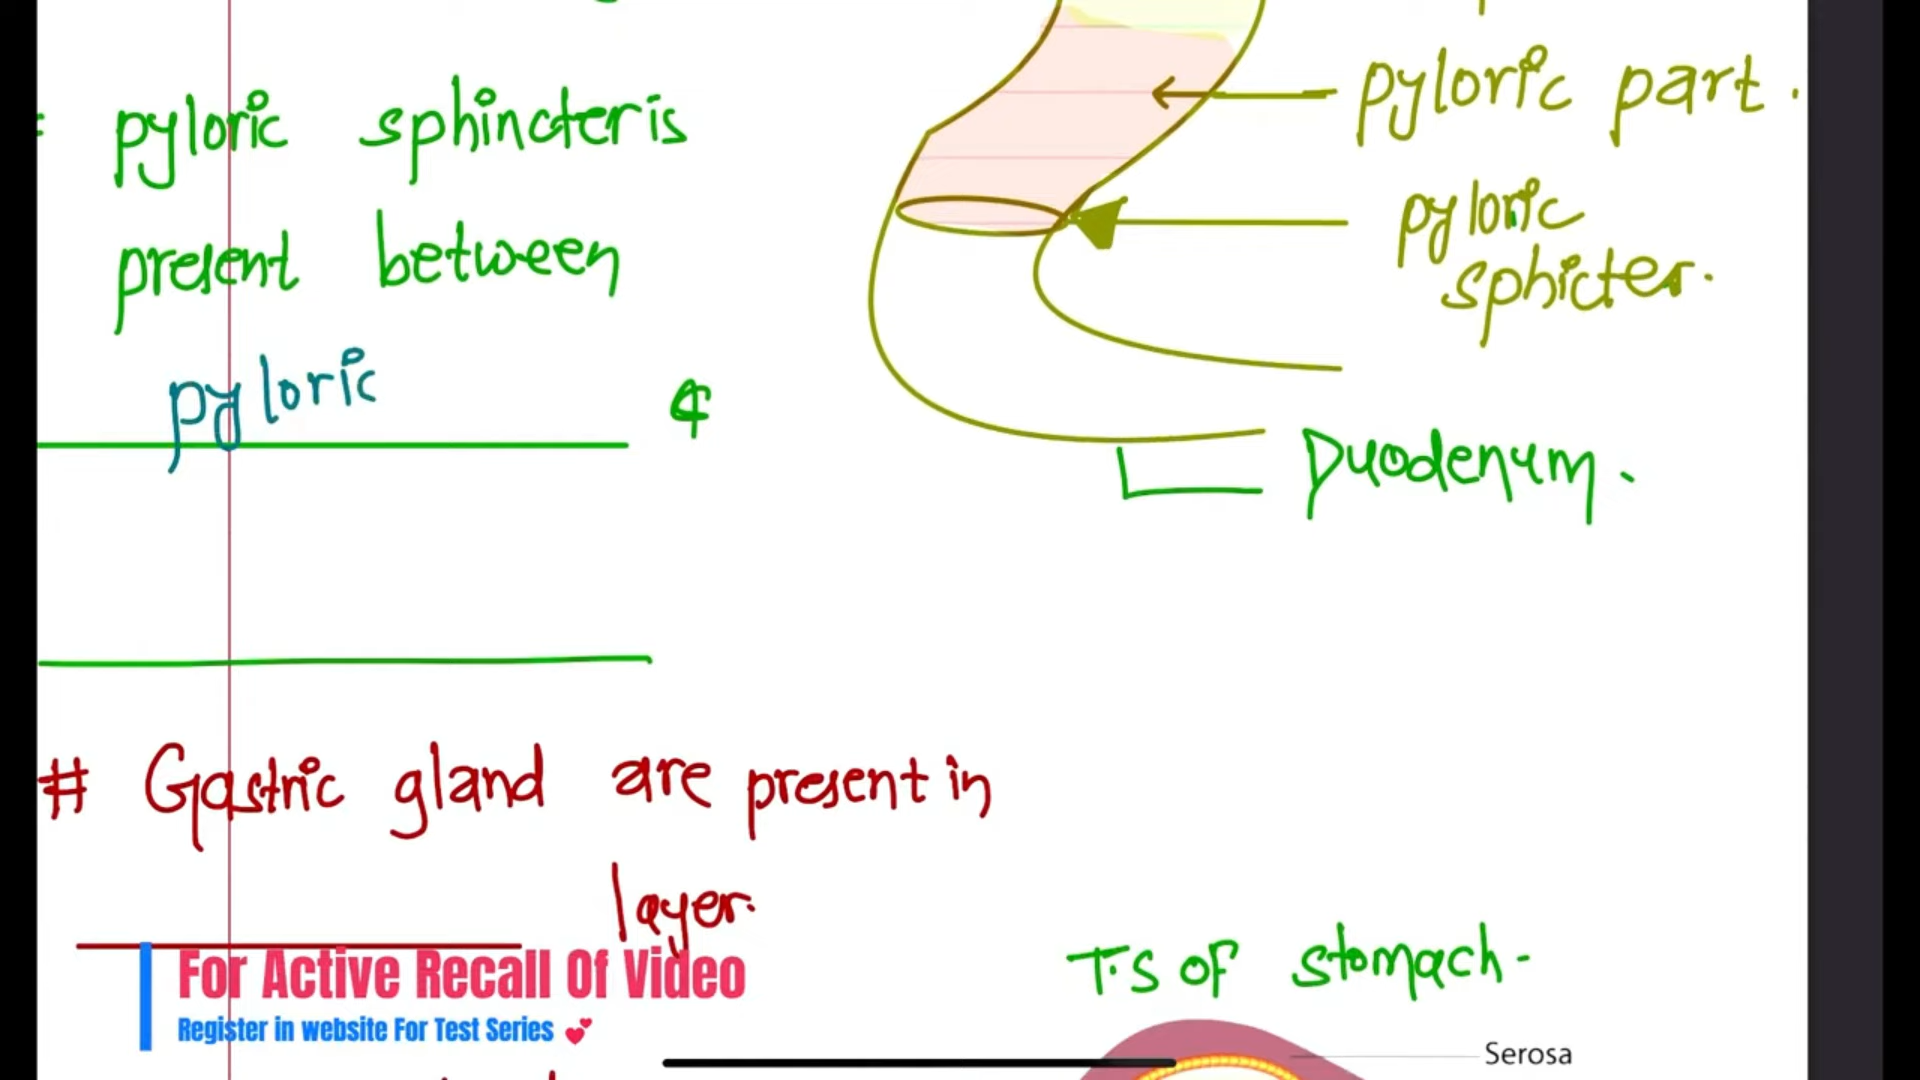 pyloric part.
pyloric sphincter is
present between
pyloric &
pyloric
sphicter.
Duodenum.
# Gastric gland are present in
layer.
For Active Recall Of Video
Register in website For Test Series 💕
T.S OF stomach.
Serosa